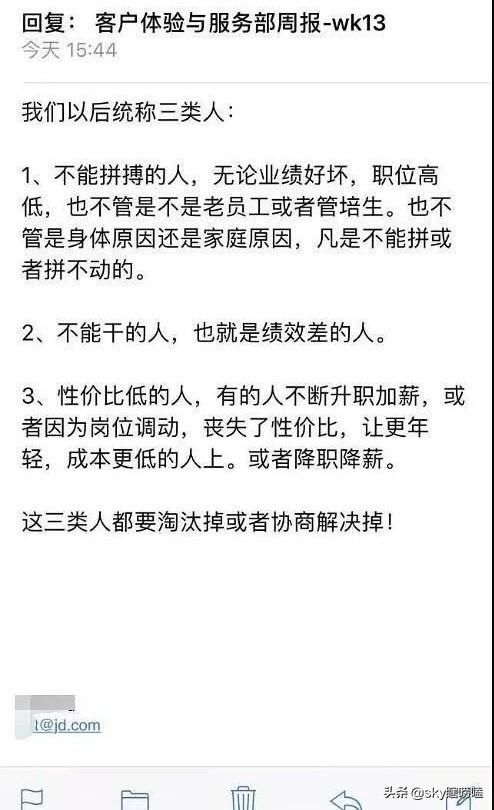 回复： 客户体验与服务部周报-wk13
今天 15:44
我们以后统称三类人：
1、不能拼搏的人，无论业绩好坏，职位高
低，也不管是不是老员工或者管培生。也不
管是身体原因还是家庭原因，凡是不能拼或
者拼不动的。
2、不能干的人，也就是绩效差的人。
3、性价比低的人，有的人不断升职加薪，或
者因为岗位调动，丧失了性价比，让更年
轻，成本更低的人上。或者降职降薪。
这三类人都要淘汰掉或者协商解决掉！
t@jd.com
头条 @sky